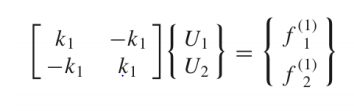 [ k₁ −k₁ ] { U₁ } = { f₁⁽¹⁾ }
[ −k₁ k₁ ] { U₂ } = { f₂⁽¹⁾ }